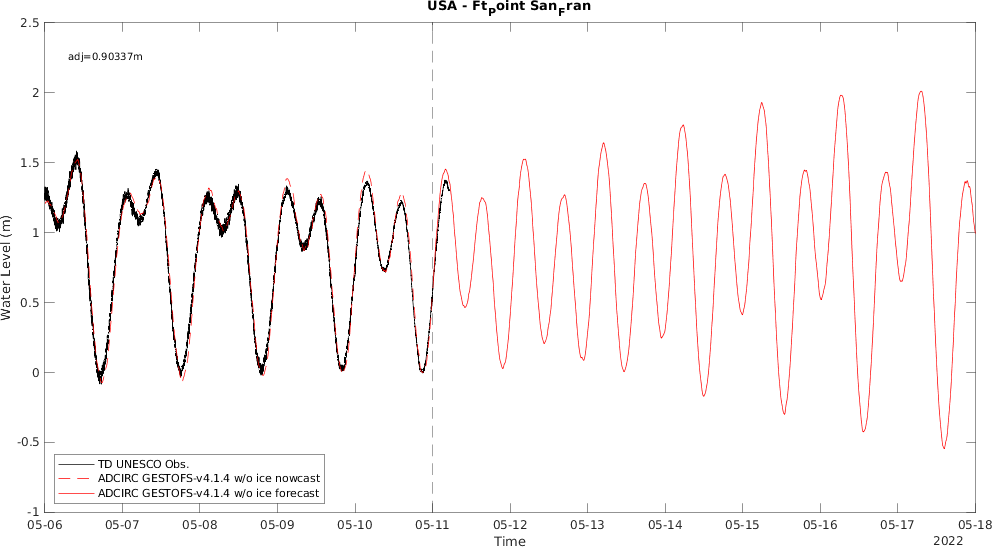 USA - Ft_Point San_Fran
adj=0.90337m
2.5
2
1.5
1
0.5
0
-0.5
-1
Water Level (m)
TD UNESCO Obs.
ADCIRC GESTOFS-v4.1.4 w/o ice nowcast
ADCIRC GESTOFS-v4.1.4 w/o ice forecast
05-06 05-07 05-08 05-09 05-10 05-11 05-12 05-13 05-14 05-15 05-16 05-17 05-18
Time
2022